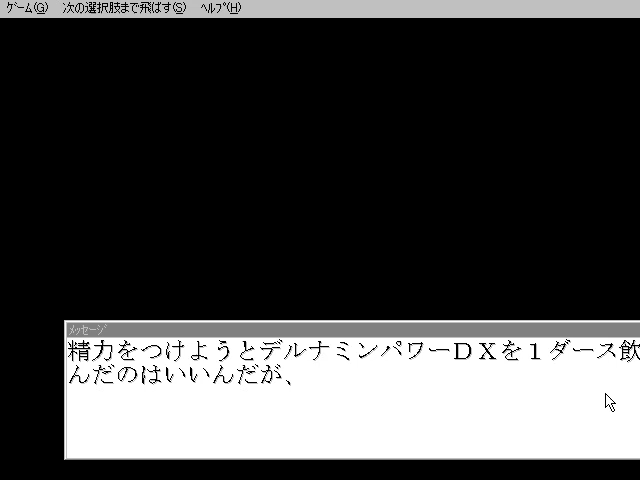 ゲーム(G) 次の選択肢まで飛ばす(S) ヘルプ(H)
メッセージ
精力をつけようとデルナミンパワーＤＸを１ダース飲
んだのはいいんだが、